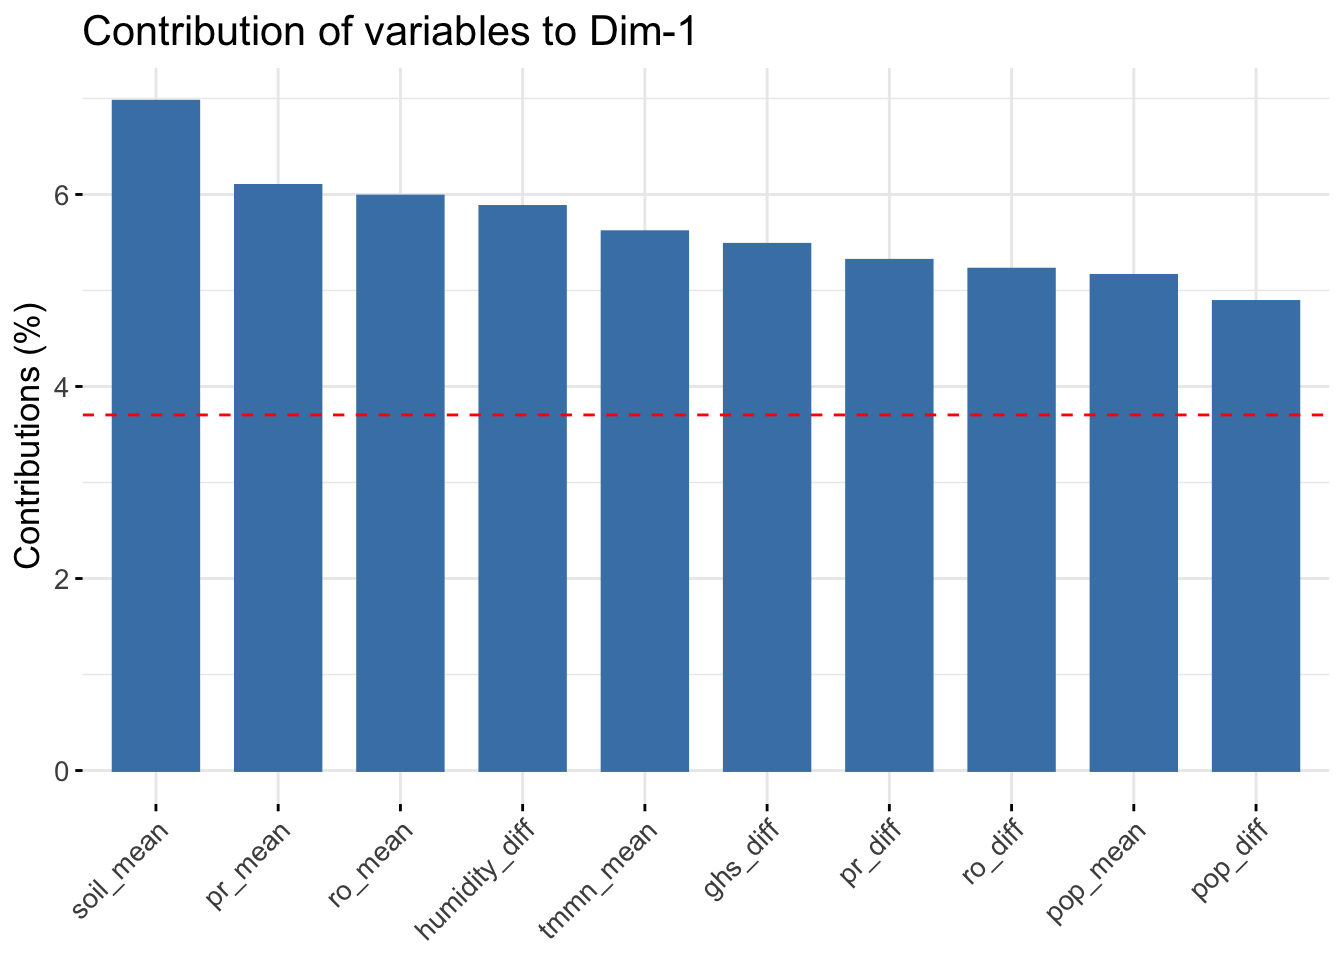 Contribution of variables to Dim-1
Contributions (%)
6
4
2
0
soil_mean
pr_mean
ro_mean
humidity_diff
tmmn_mean
ghs_diff
pr_diff
ro_diff
pop_mean
pop_diff